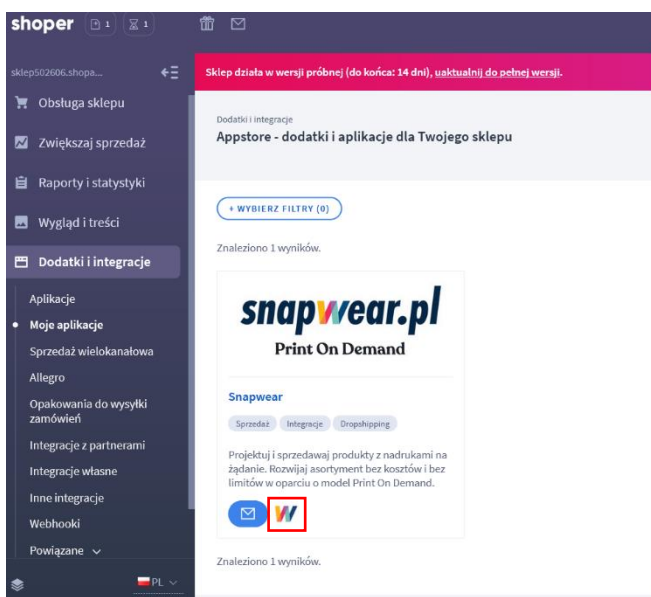 shoper 1 1
sklep502606.shopa...
Obsługa sklepu
Zwiększaj sprzedaż
Raporty i statystyki
Wygląd i treści
Dodatki i integracje
Aplikacje
Moje aplikacje
Sprzedaż wielokanałowa
Allegro
Opakowania do wysyłki
zamówień
Integracje z partnerami
Integracje własne
Inne integracje
Webhooki
Powiązane
PL
Sklep działa w wersji próbnej (do końca: 14 dni), uaktualnij do pełnej wersji.
Dodatki i integracje
Appstore - dodatki i aplikacje dla Twojego sklepu
+ WYBIERZ FILTRY (0)
Znaleziono 1 wyników.
snapwear.pl
Print On Demand
Snapwear
Sprzedaż Integracje Dropshipping
Projektuj i sprzedawaj produkty z nadrukami na
żądanie. Rozwijaj asortyment bez kosztów i bez
limitów w oparciu o model Print On Demand.
W
Znaleziono 1 wyników.